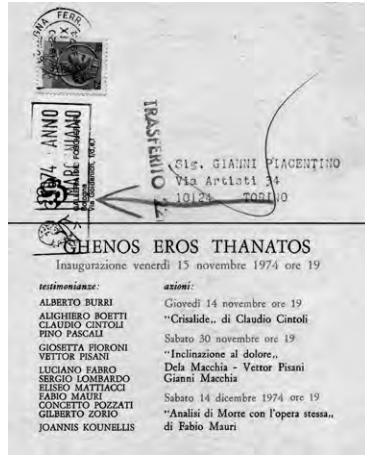 1974 · ANNO
MARCONIANO
TRASFERITO
Sig. GIANNI PIACENTINO
Via Artisti 34
10124 TORINO
GHENOS EROS THANATOS
Inaugurazione venerdì 15 novembre 1974 ore 19
testimonianze:
ALBERTO BURRI
ALIGHIERO BOETTI
CLAUDIO CINTOLI
PINO PASCALI
GIOSETTA FIORONI
VETTOR PISANI
LUCIANO FABRO
SERGIO LOMBARDO
ELISEO MATTIACCI
FABIO MAURI
CONCETTO POZZATI
GILBERTO ZORIO
JOANNIS KOUNELLIS
azioni:
Giovedì 14 novembre ore 19
"Crisalide,, di Claudio Cintoli
Sabato 30 novembre ore 19
"Inclinazione al dolore,,
Dela Macchia - Vettor Pisani
Gianni Macchia
Sabato 14 dicembre 1974 ore 19
"Analisi di Morte con l'opera stessa,,
di Fabio Mauri